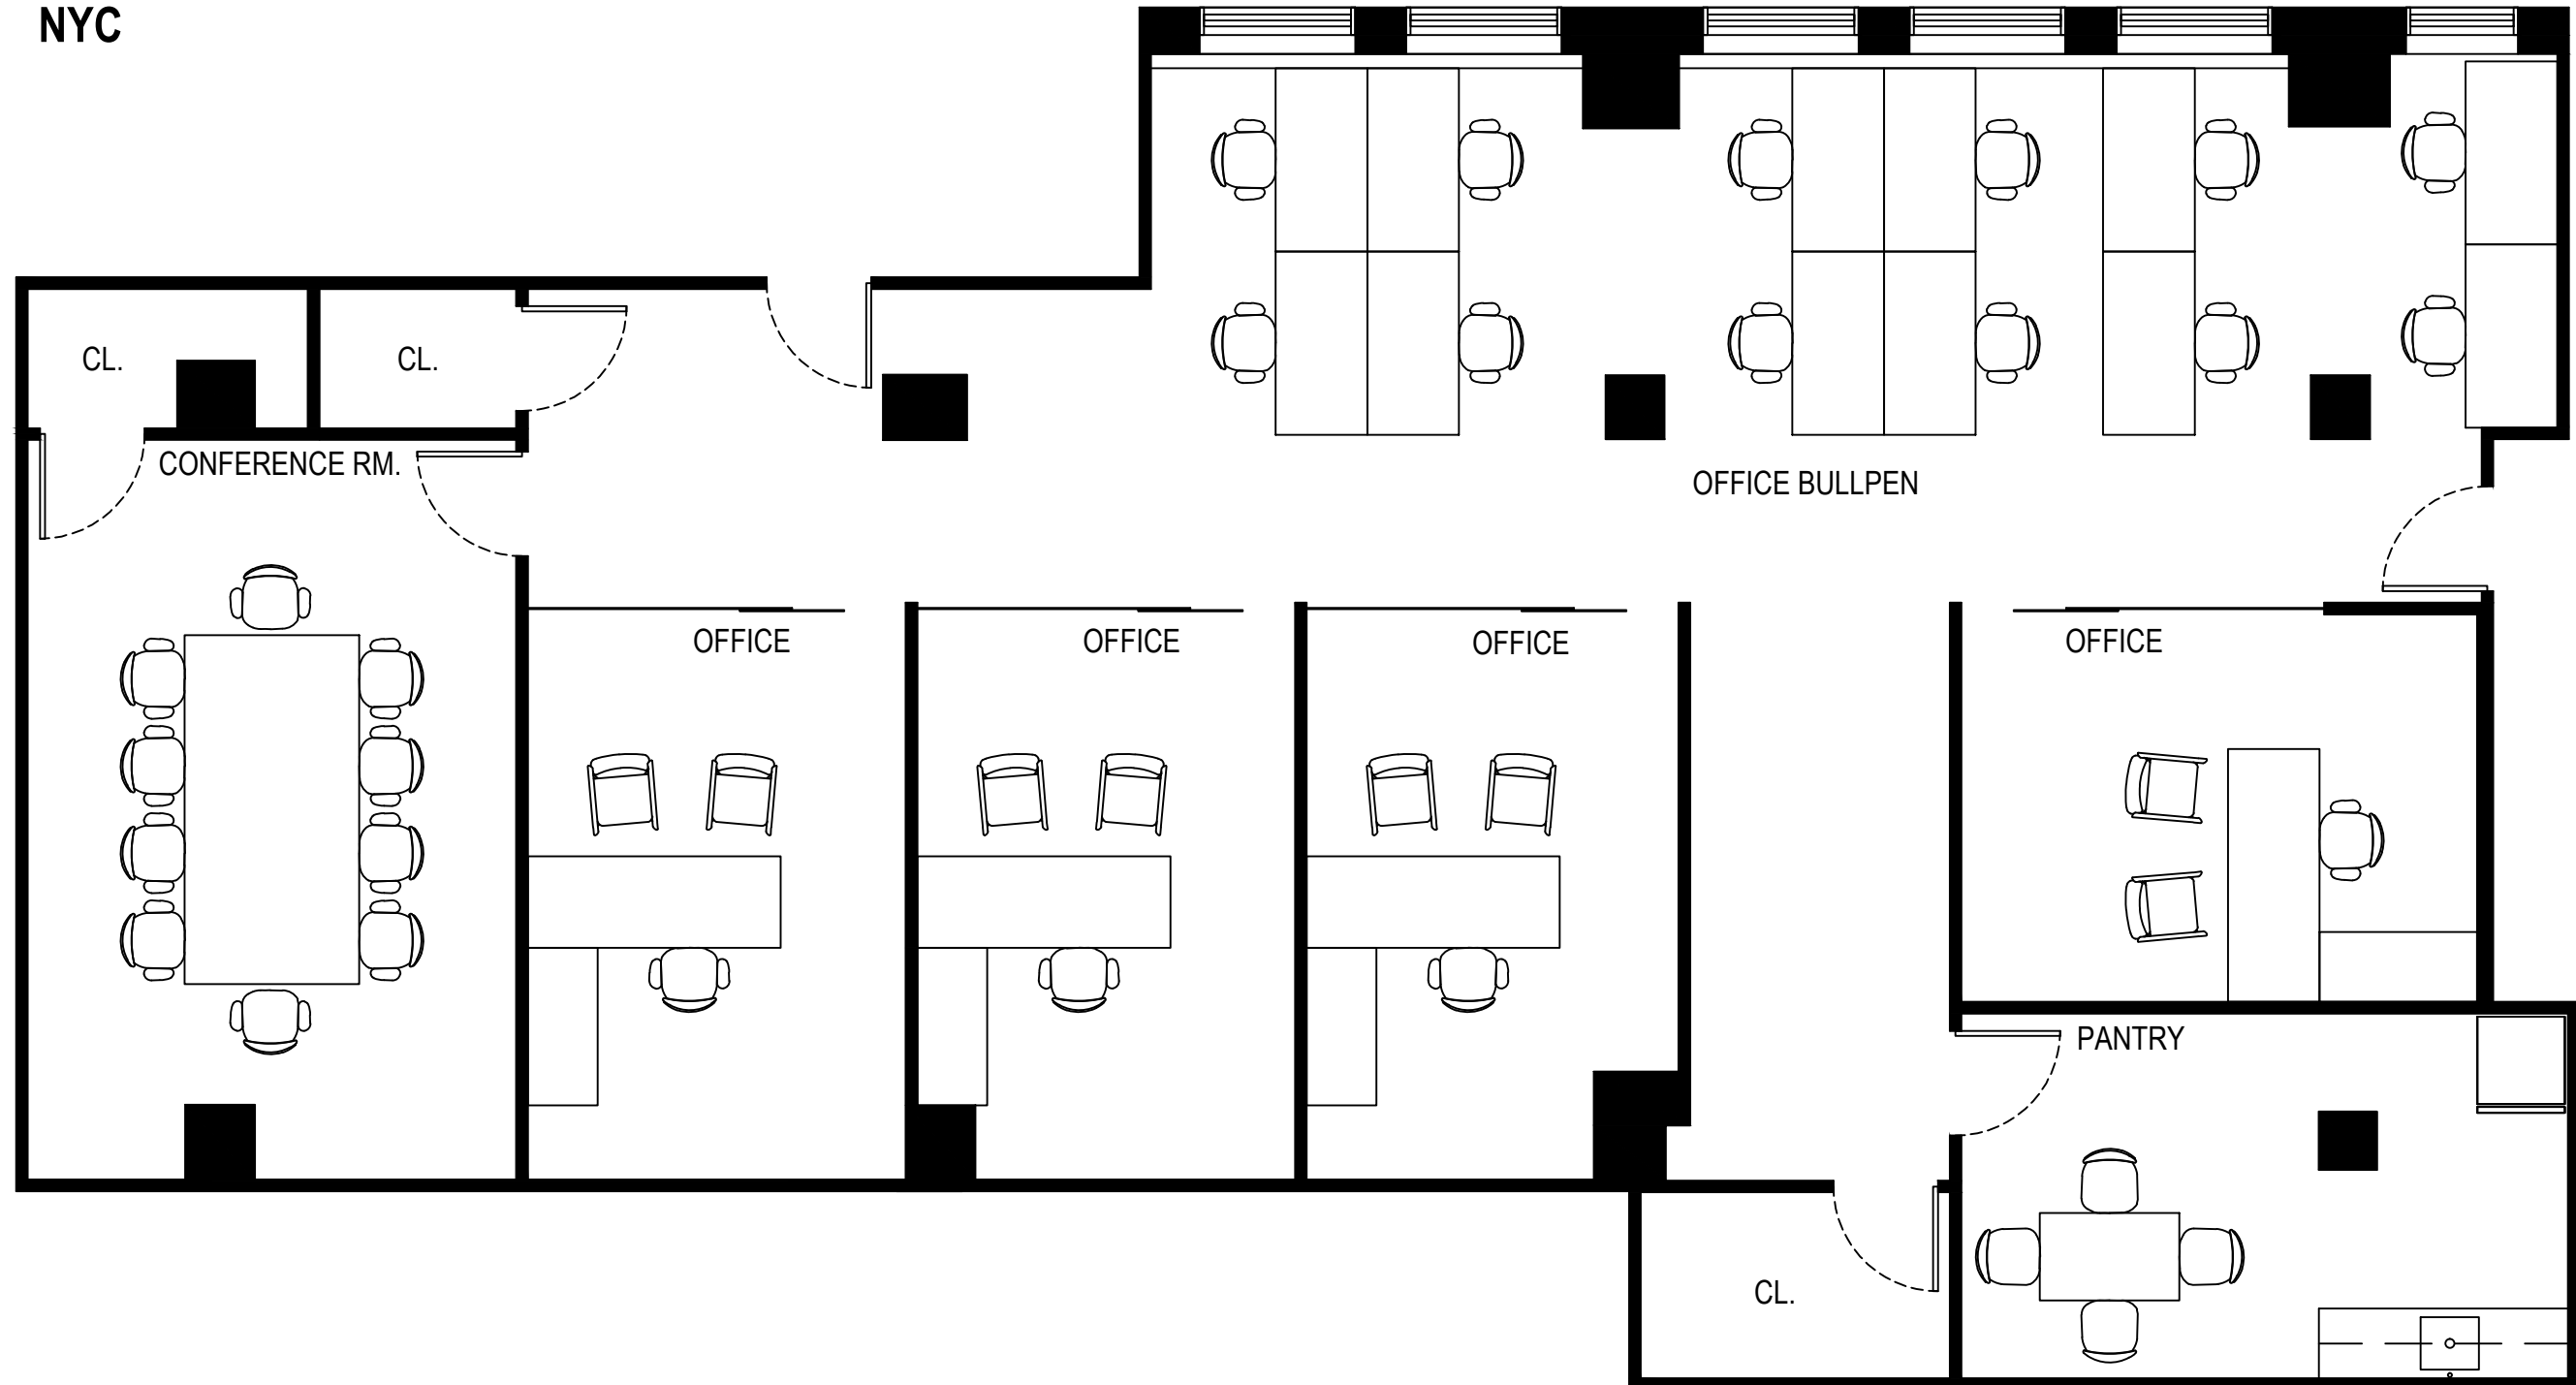 NYC
CL.
CL.
CONFERENCE RM.
OFFICE BULLPEN
OFFICE
OFFICE
OFFICE
OFFICE
PANTRY
CL.